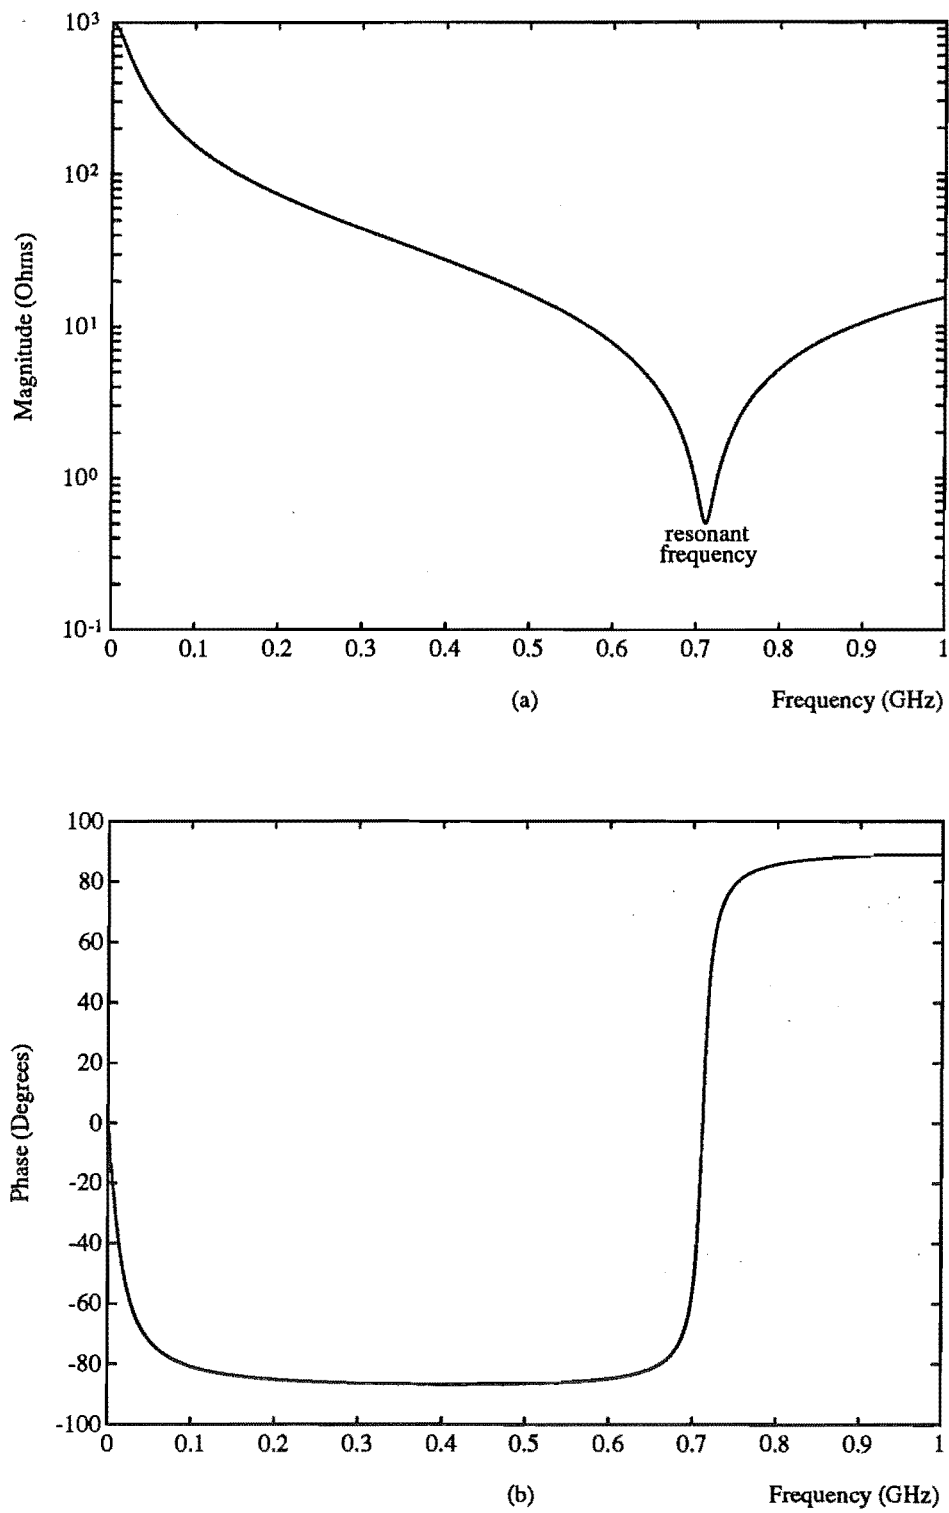 10³
10²
10¹
10⁰
10⁻¹
Magnitude (Ohms)
resonant
frequency
0 0.1 0.2 0.3 0.4 0.5 0.6 0.7 0.8 0.9 1
(a) Frequency (GHz)
100
80
60
40
20
0
-20
-40
-60
-80
-100
Phase (Degrees)
0 0.1 0.2 0.3 0.4 0.5 0.6 0.7 0.8 0.9 1
(b) Frequency (GHz)